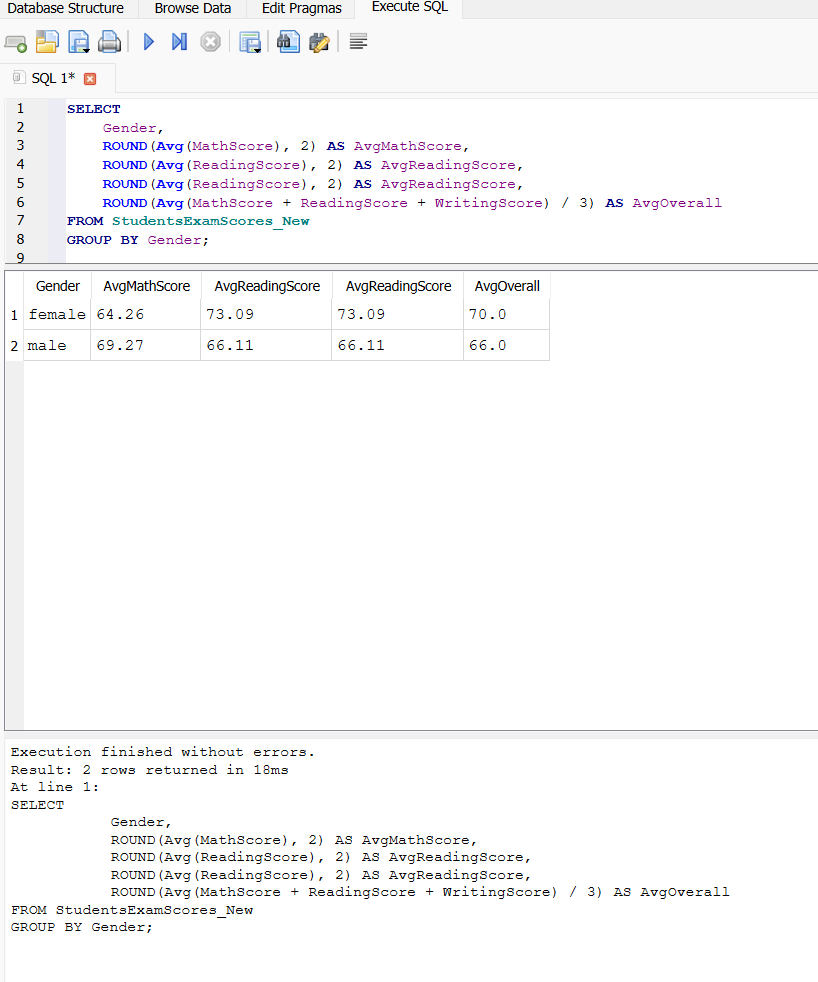 Database Structure Browse Data Edit Pragmas Execute SQL
SQL 1*
1 SELECT
2 Gender,
3 ROUND(Avg(MathScore), 2) AS AvgMathScore,
4 ROUND(Avg(ReadingScore), 2) AS AvgReadingScore,
5 ROUND(Avg(ReadingScore), 2) AS AvgReadingScore,
6 ROUND(Avg(MathScore + ReadingScore + WritingScore) / 3) AS AvgOverall
7 FROM StudentsExamScores_New
8 GROUP BY Gender;
9
Gender AvgMathScore AvgReadingScore AvgReadingScore AvgOverall
1 female 64.26 73.09 73.09 70.0
2 male 69.27 66.11 66.11 66.0
Execution finished without errors.
Result: 2 rows returned in 18ms
At line 1:
SELECT
Gender,
ROUND(Avg(MathScore), 2) AS AvgMathScore,
ROUND(Avg(ReadingScore), 2) AS AvgReadingScore,
ROUND(Avg(ReadingScore), 2) AS AvgReadingScore,
ROUND(Avg(MathScore + ReadingScore + WritingScore) / 3) AS AvgOverall
FROM StudentsExamScores_New
GROUP BY Gender;